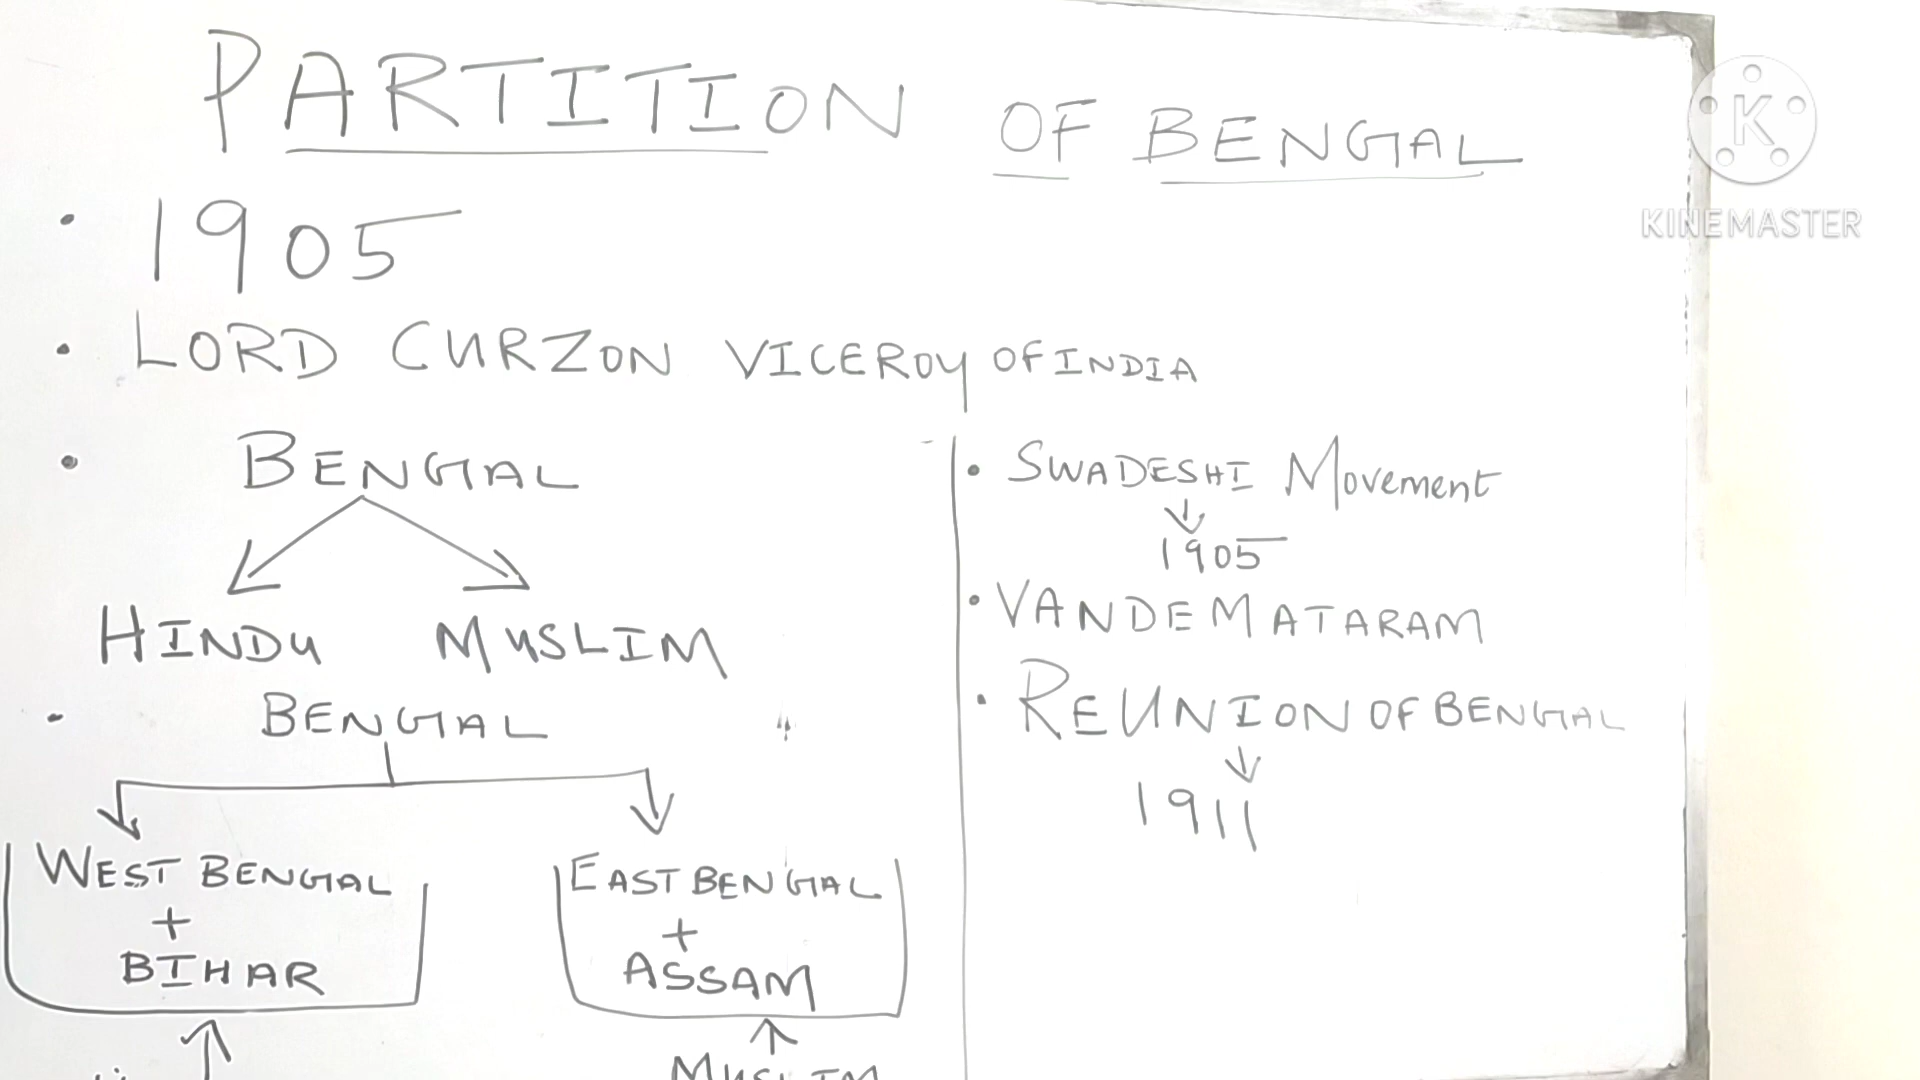 PARTITION OF BENGAL
• 1905
• LORD CURZON VICEROY OF INDIA
• BENGAL
HINDU MUSLIM
• BENGAL
WEST BENGAL
+
BIHAR
EAST BENGAL
+
ASSAM
MUSLIM
• SWADESHI Movement
1905
• VANDE MATARAM
• REUNION OF BENGAL
1911
K
KINEMASTER